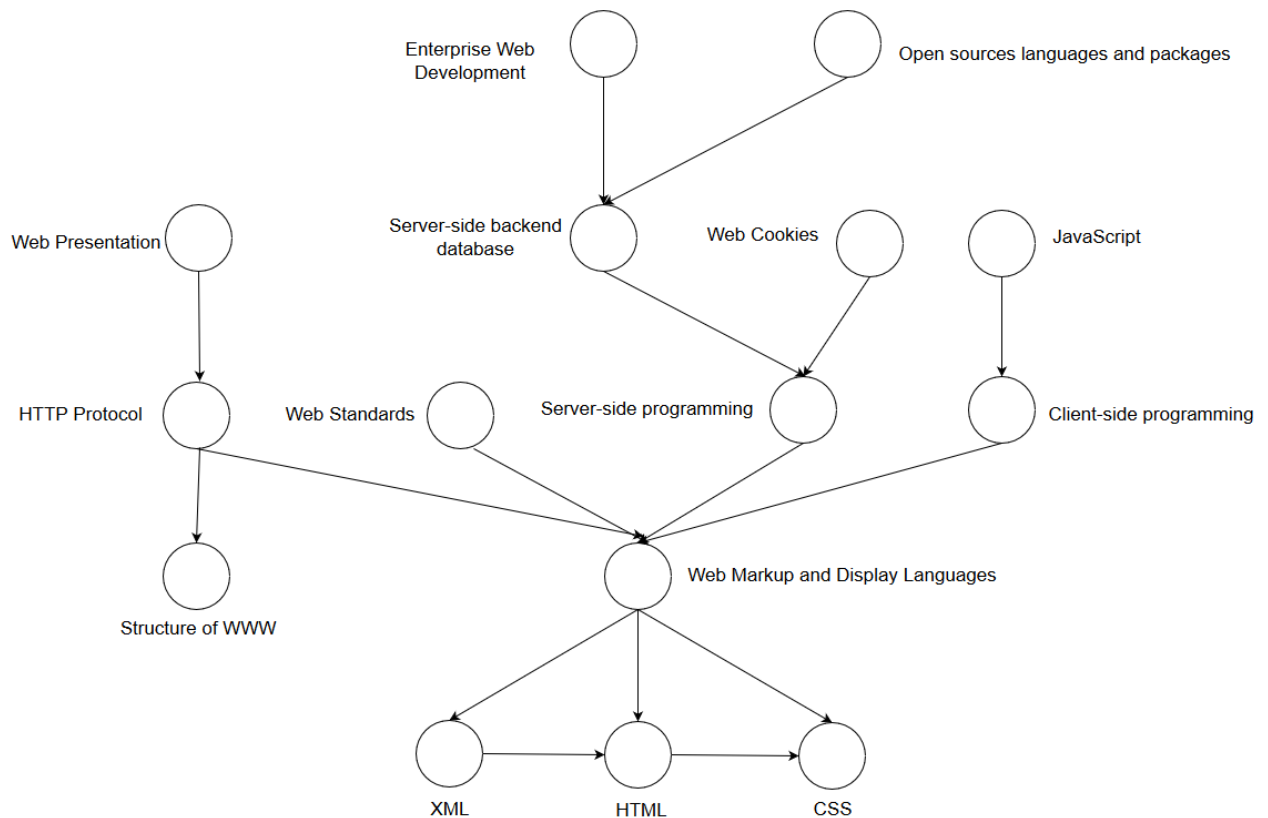 Enterprise Web
Development
Open sources languages and packages
Web Presentation
Server-side backend
database
Web Cookies
JavaScript
HTTP Protocol
Web Standards
Server-side programming
Client-side programming
Web Markup and Display Languages
Structure of WWW
XML
HTML
CSS